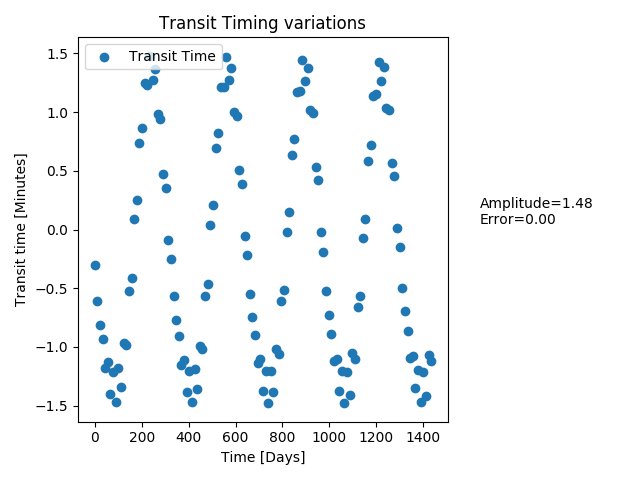 Transit Timing variations
Transit Time
Transit time [Minutes]
1.5
1.0
0.5
0.0
−0.5
−1.0
−1.5
0 200 400 600 800 1000 1200 1400
Time [Days]
Amplitude=1.48
Error=0.00